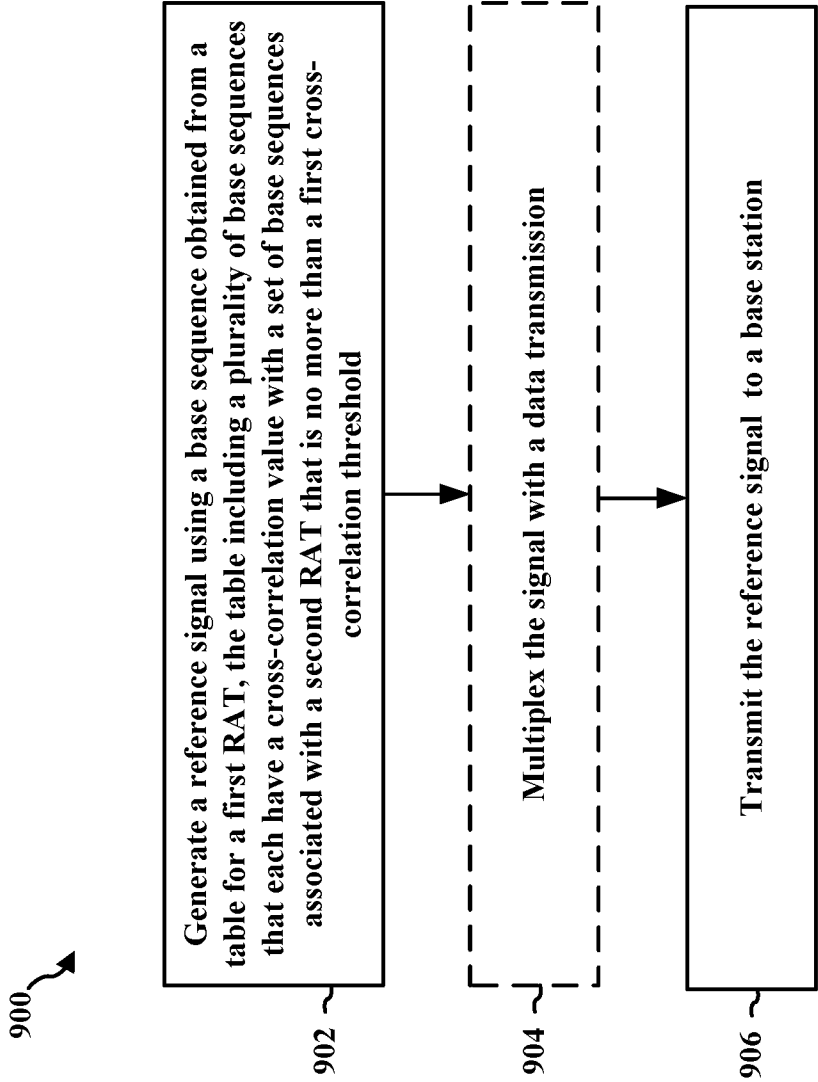 900
902
Generate a reference signal using a base sequence obtained from a
table for a first RAT, the table including a plurality of base sequences
that each have a cross-correlation value with a set of base sequences
associated with a second RAT that is no more than a first cross-
correlation threshold
904
Multiplex the signal with a data transmission
906
Transmit the reference signal to a base station